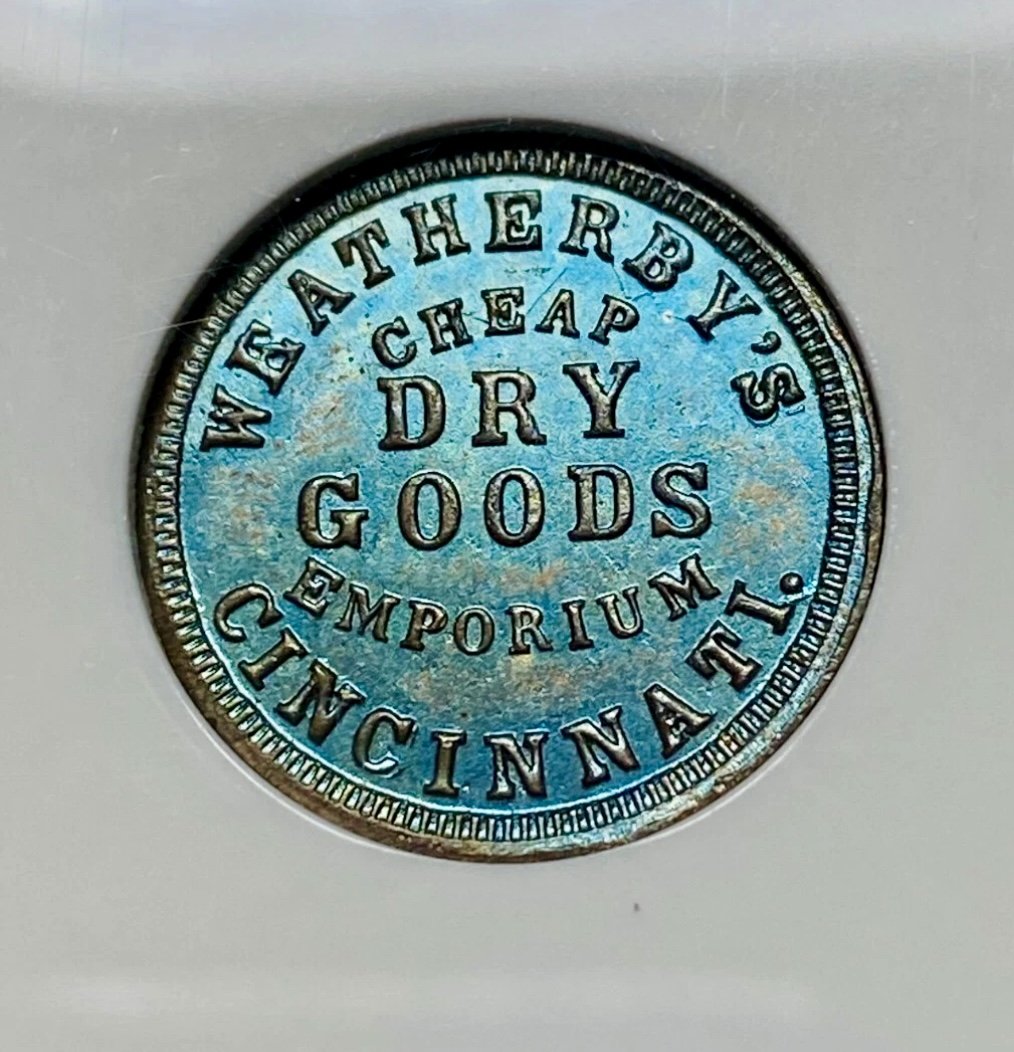 WEATHERBY'S
CHEAP
DRY
GOODS
EMPORIUM
CINCINNATI.